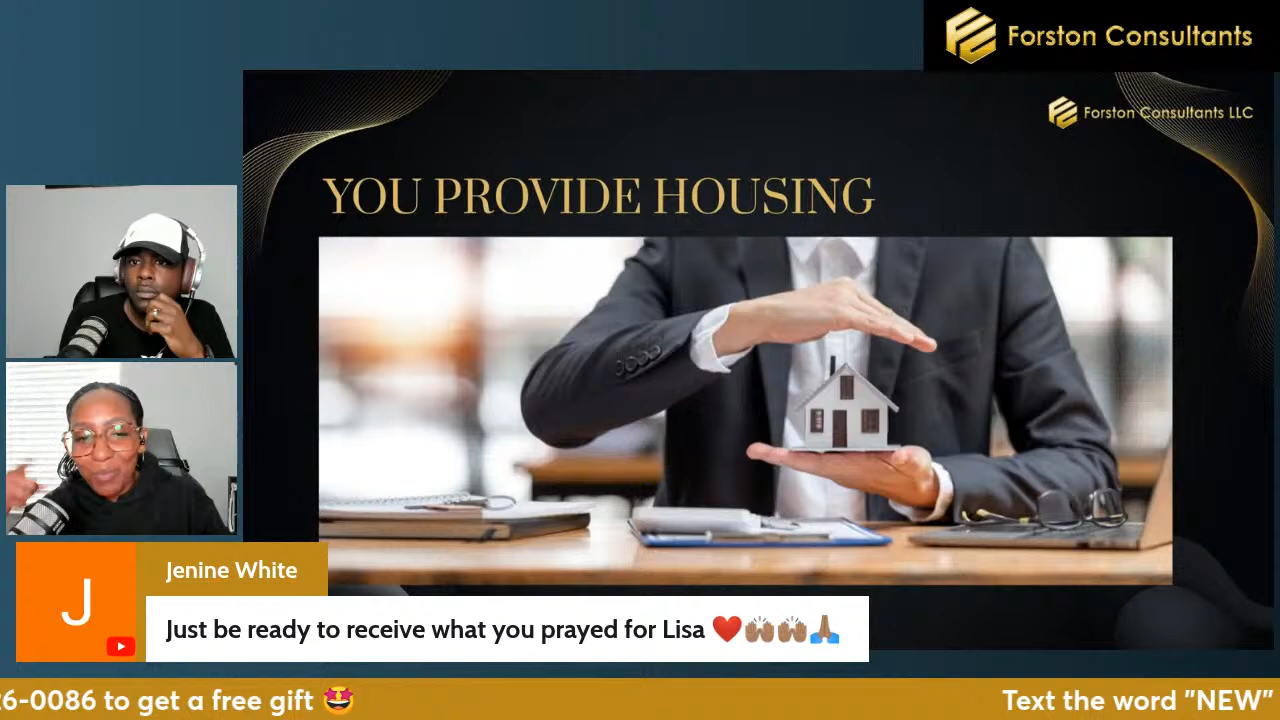 Forston Consultants
Forston Consultants LLC
YOU PROVIDE HOUSING
J
Jenine White
Just be ready to receive what you prayed for Lisa ❤️🙌🏽🙌🏽🙏🏽
6-0086 to get a free gift 🤩
Text the word "NEW"